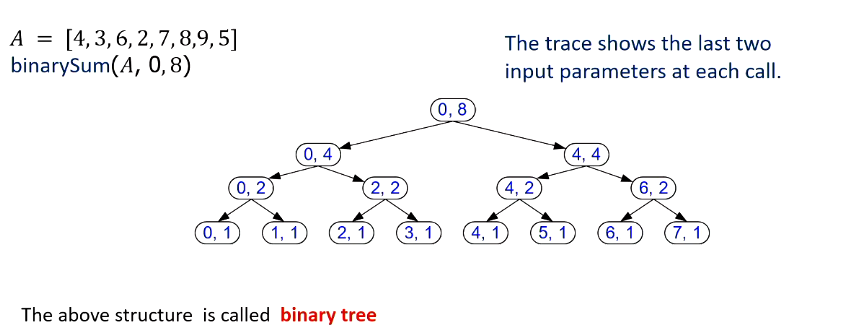 A = [4, 3, 6, 2, 7, 8, 9, 5]
binarySum(A, 0, 8)
The trace shows the last two
input parameters at each call.
0, 8
0, 4 4, 4
0, 2 2, 2 4, 2 6, 2
0, 1 1, 1 2, 1 3, 1 4, 1 5, 1 6, 1 7, 1
The above structure is called binary tree